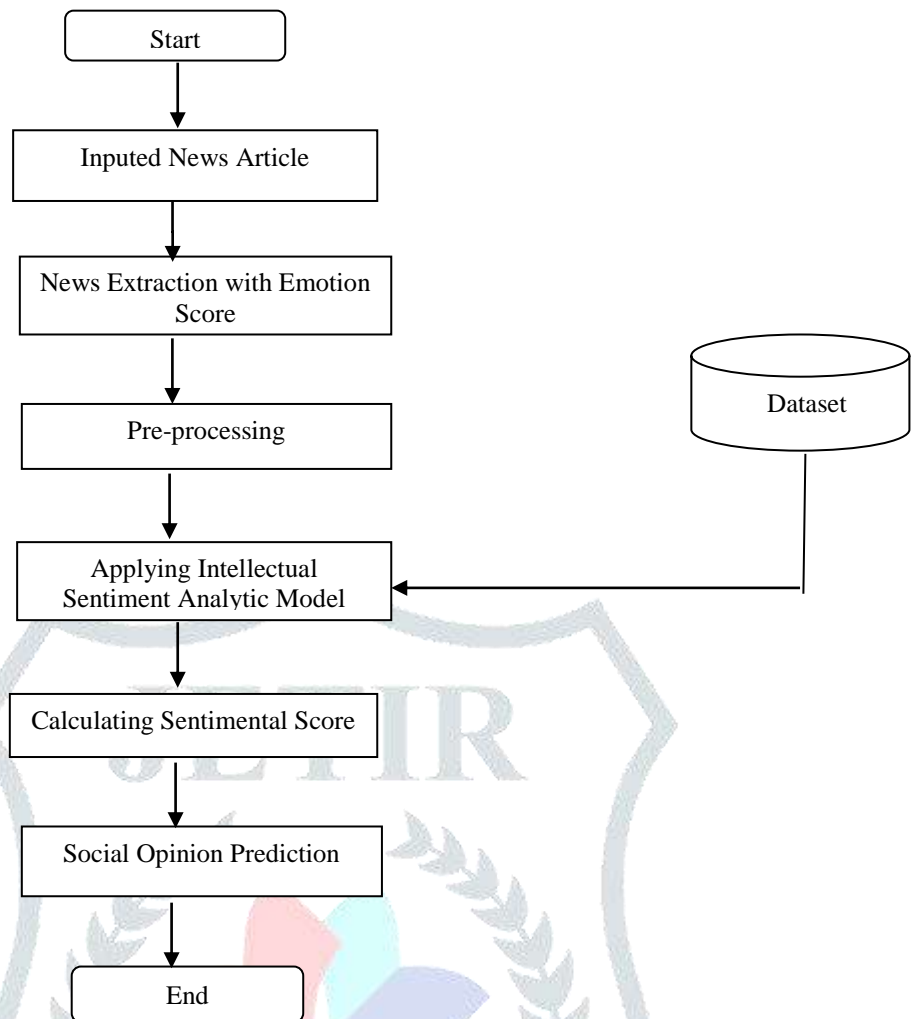 Start
Inputed News Article
News Extraction with Emotion
Score
Pre-processing
Dataset
Applying Intellectual
Sentiment Analytic Model
JETIR
Calculating Sentimental Score
Social Opinion Prediction
End